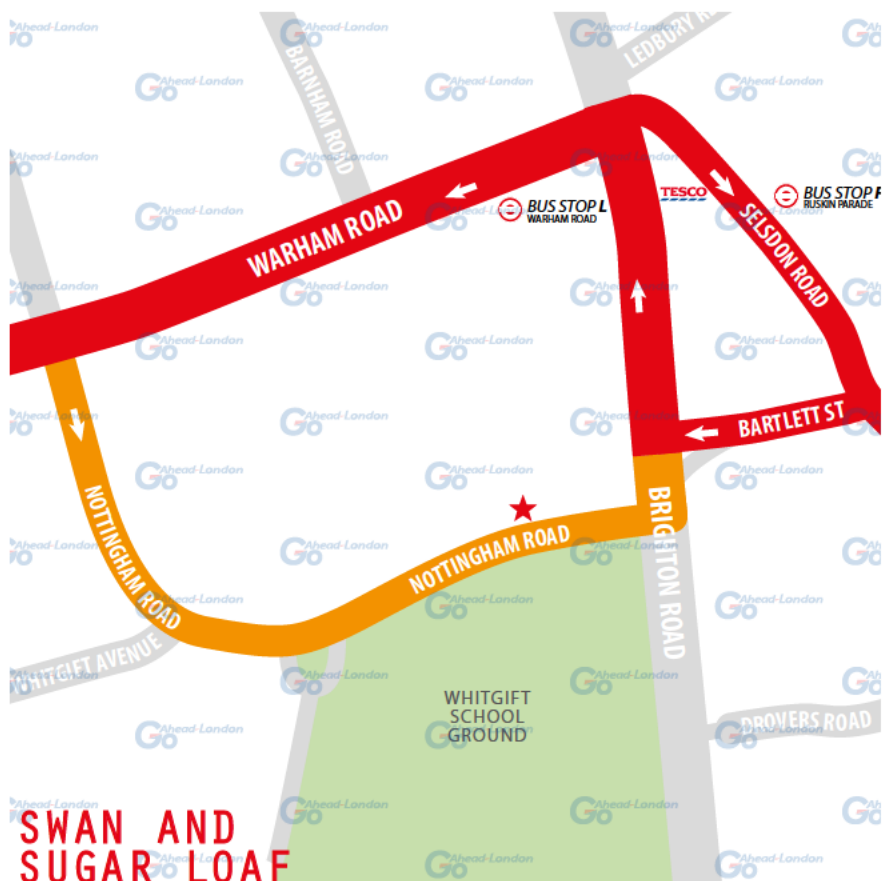 LEDBURY
BARNHAM ROAD
TESCO
BUS STOP L
WARHAM ROAD
BUS STOP
RUSKIN PARADE
WARHAM ROAD
SELSDON ROAD
BARTLETT ST
BRIGHTON ROAD
NOTTINGHAM ROAD
NOTTINGHAM ROAD
WHITGIFT AVENUE
WHITGIFT
SCHOOL
GROUND
DROVERS ROAD
SWAN AND
SUGAR LOAF
Go Ahead-London